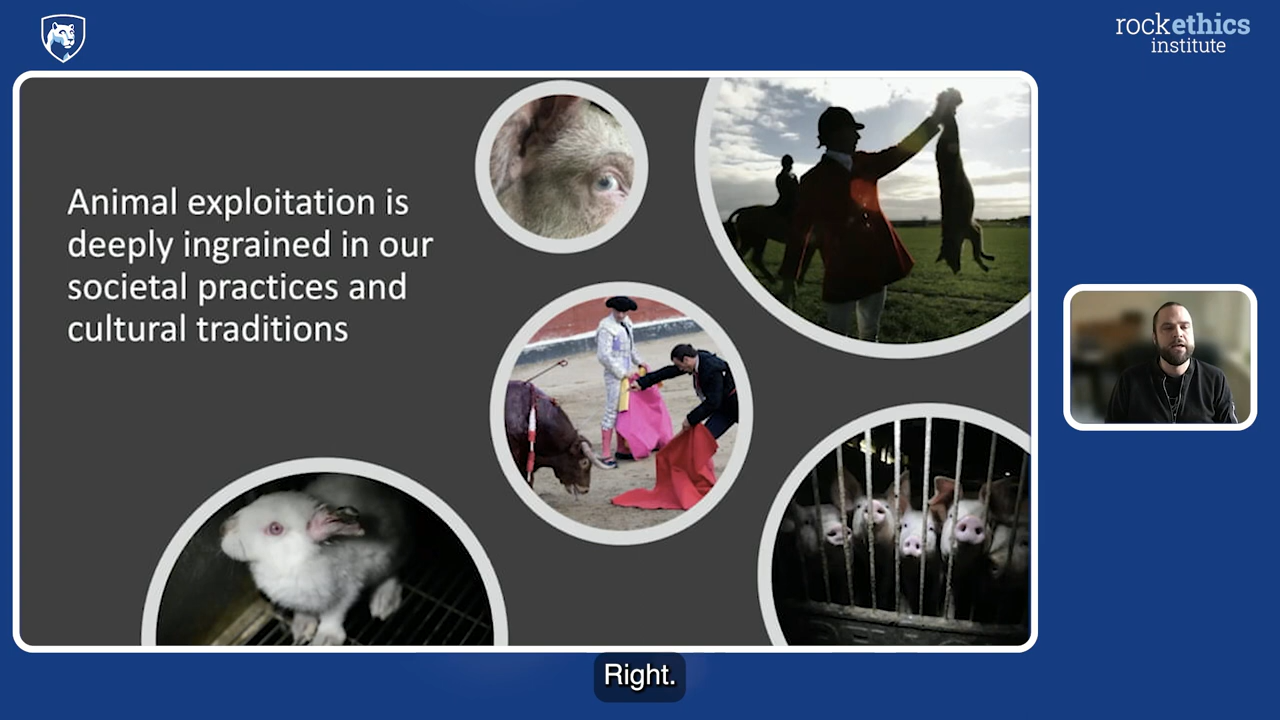 rockethics
institute
Animal exploitation is
deeply ingrained in our
societal practices and
cultural traditions
Right.